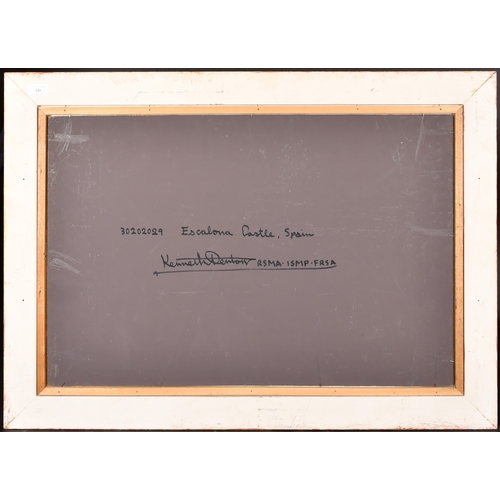 30202029 Escalona Castle, Spain
Kenneth Denton RSMA·ISMP·FRSA